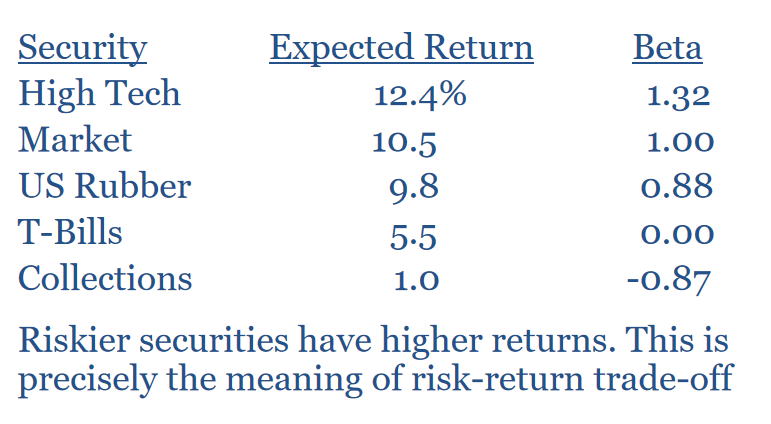 Security Expected Return Beta
High Tech 12.4% 1.32
Market 10.5 1.00
US Rubber 9.8 0.88
T-Bills 5.5 0.00
Collections 1.0 -0.87
Riskier securities have higher returns. This is
precisely the meaning of risk-return trade-off